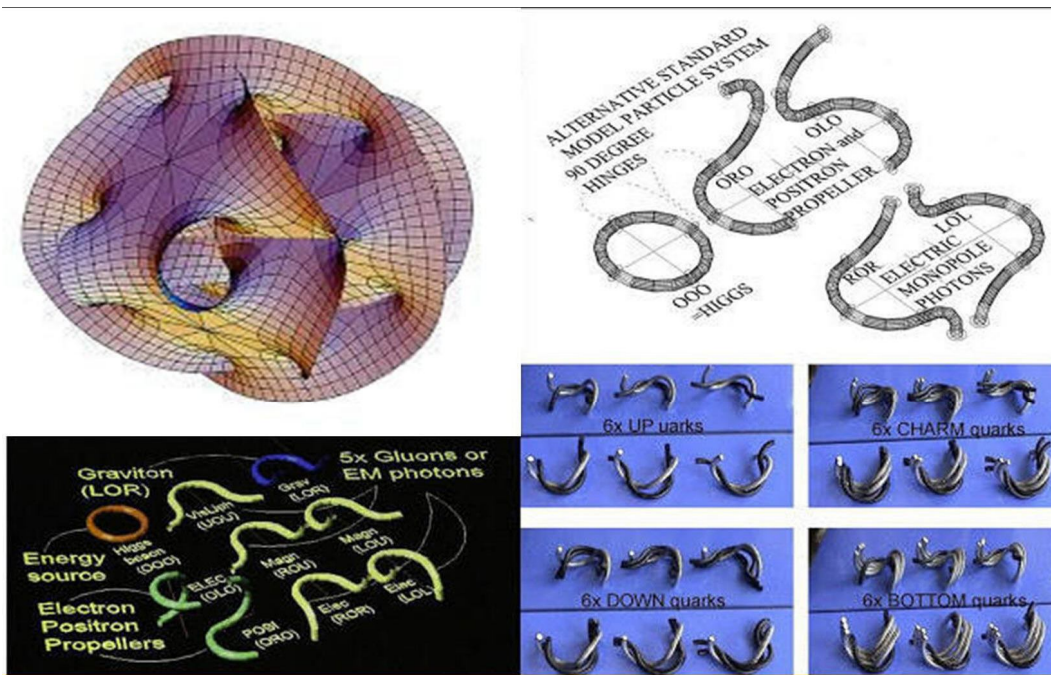 ALTERNATIVE STANDARD
MODEL PARTICLE SYSTEM
90 DEGREE
HINGES
ORO
OLO
ELECTRON and
POSITRON
PROPELLER
OOO
=HIGGS
ROR
LOL
ELECTRIC
MONOPOLE
PHOTONS
Graviton
(LOR)
5x Gluons or
EM photons
Grav
(LOR)
VisLight
(UOU)
Higgs
boson
(OOO)
Energy
source
Magn
(ROU)
Magn
(LOU)
ELEC
(OLO)
Elec
(ROR)
Elec
(LOL)
Electron
Positron
Propellers
POSI
(ORO)
6x UP uarks
6x CHARM quarks
6x DOWN quarks
6x BOTTOM quarks